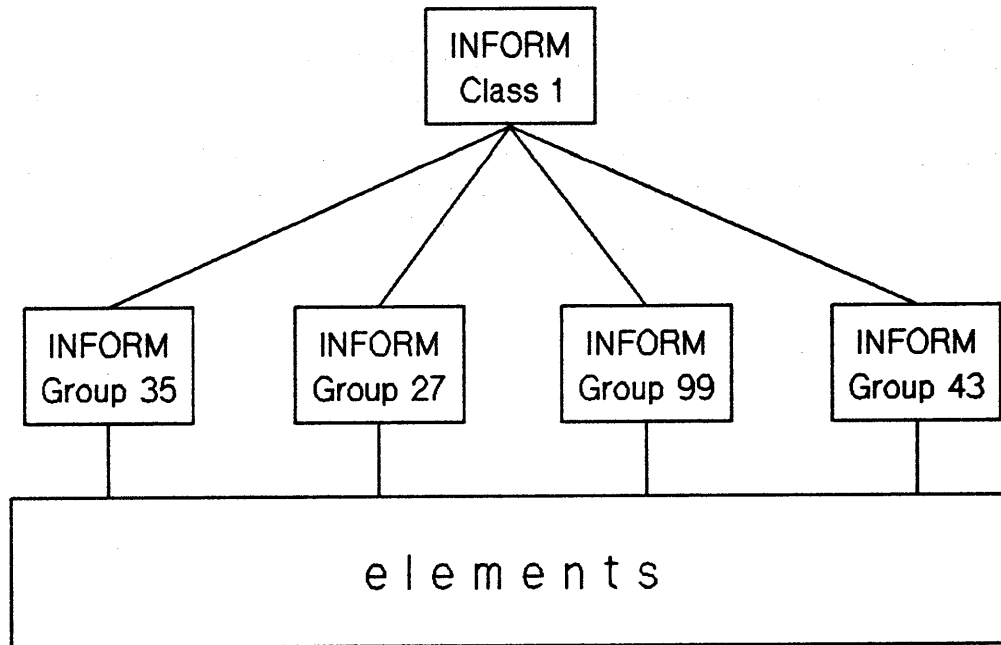 INFORM
Class 1
INFORM
Group 35
INFORM
Group 27
INFORM
Group 99
INFORM
Group 43
elements